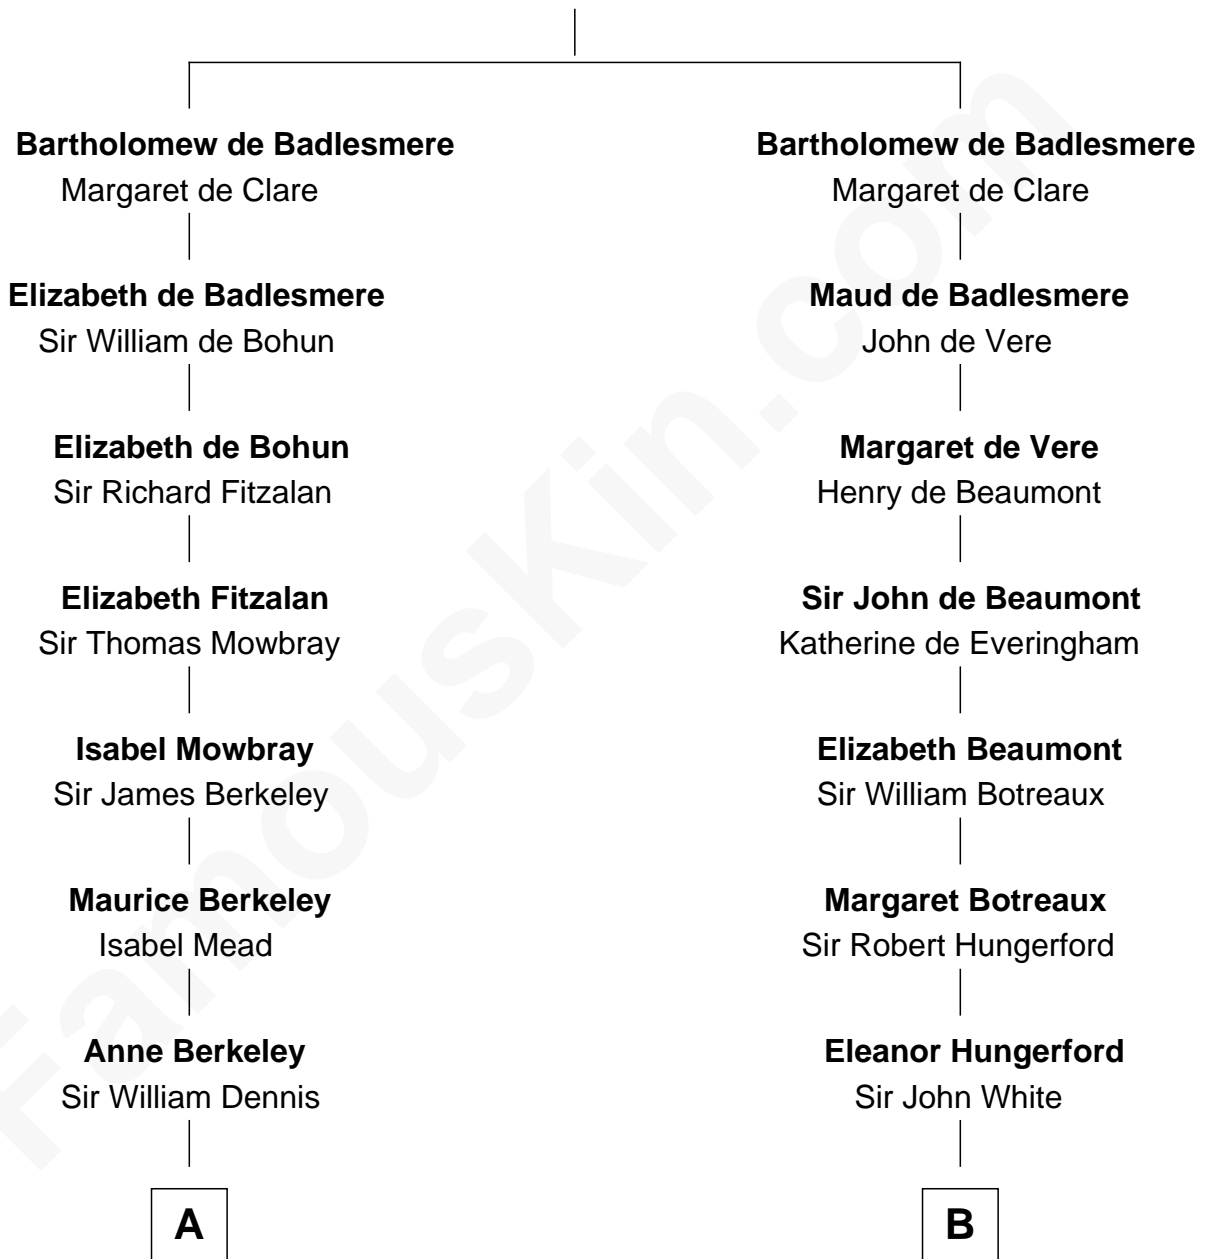 Bartholomew de Badlesmere
Margaret de Clare
Elizabeth de Badlesmere
Sir William de Bohun
Elizabeth de Bohun
Sir Richard Fitzalan
Elizabeth Fitzalan
Sir Thomas Mowbray
Isabel Mowbray
Sir James Berkeley
Maurice Berkeley
Isabel Mead
Anne Berkeley
Sir William Dennis
A
Bartholomew de Badlesmere
Margaret de Clare
Maud de Badlesmere
John de Vere
Margaret de Vere
Henry de Beaumont
Sir John de Beaumont
Katherine de Everingham
Elizabeth Beaumont
Sir William Botreaux
Margaret Botreaux
Sir Robert Hungerford
Eleanor Hungerford
Sir John White
B
FamousKin.com